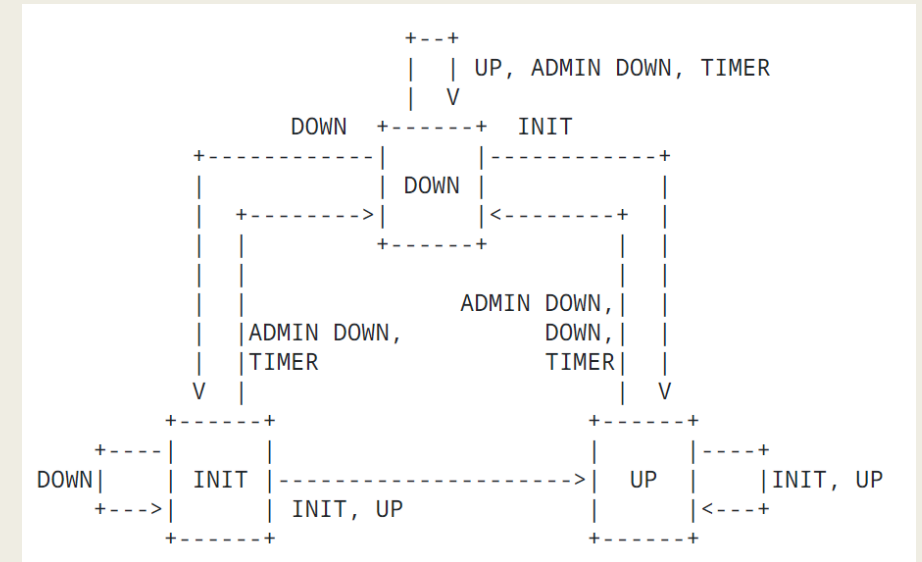 +--+
|  | UP, ADMIN DOWN, TIMER
|  V
DOWN  +------+  INIT
+------------|      |------------+
|            | DOWN |            |
|  +-------->|      |<--------+  |
|  |         +------+         |  |
|  |                          |  |
|  |               ADMIN DOWN,|  |
|  |ADMIN DOWN,          DOWN,|  |
|  |TIMER                TIMER|  |
V  |                          |  V
+------+                      +------+
+----|      |                      |      |----+
DOWN|    | INIT |--------------------->|  UP  |    |INIT, UP
+--->|      | INIT, UP             |      |<---+
+------+                      +------+